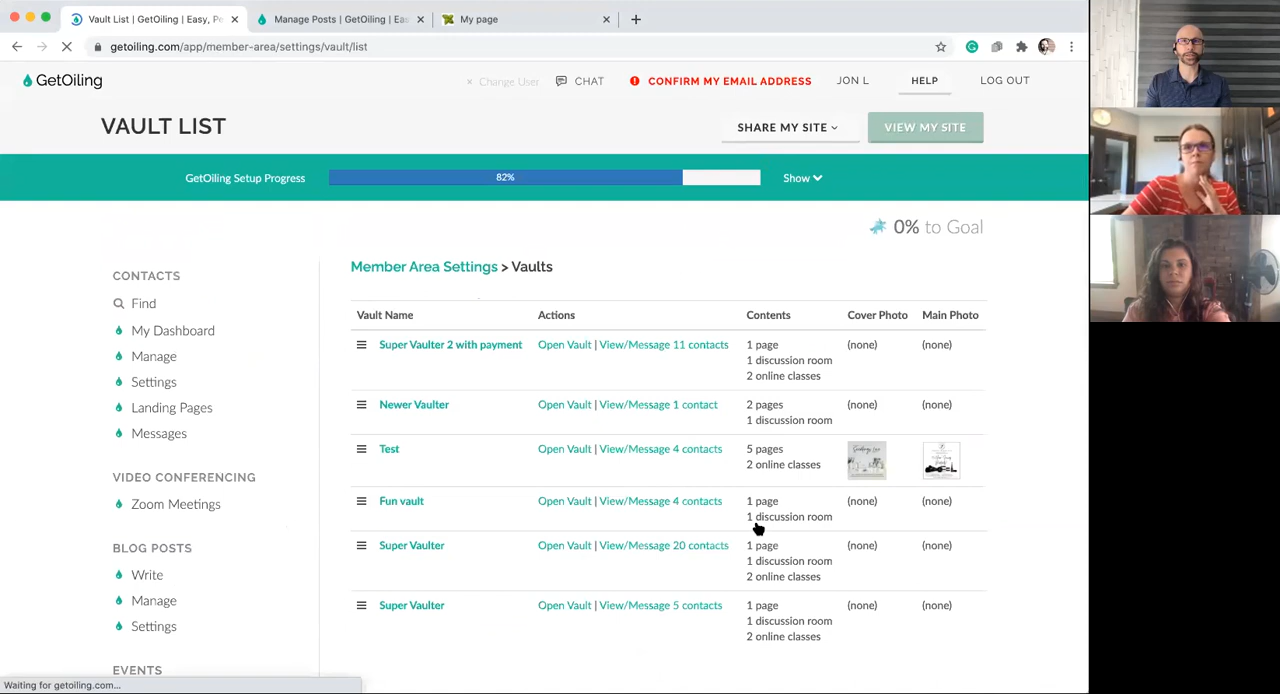 Vault List | GetOiling | Easy, Po
Manage Posts | GetOiling | Eas
My page
getoiling.com/app/member-area/settings/vault/list
GetOiling
× Change User
CHAT
CONFIRM MY EMAIL ADDRESS
JON L
HELP
LOG OUT
VAULT LIST
SHARE MY SITE
VIEW MY SITE
GetOiling Setup Progress
82%
Show
0% to Goal
CONTACTS
Find
My Dashboard
Manage
Settings
Landing Pages
Messages
VIDEO CONFERENCING
Zoom Meetings
BLOG POSTS
Write
Manage
Settings
EVENTS
Member Area Settings > Vaults
Vault Name Actions Contents Cover Photo Main Photo
Super Vaulter 2 with payment Open Vault | View/Message 11 contacts 1 page (none) (none)
1 discussion room
2 online classes
Newer Vaulter Open Vault | View/Message 1 contact 2 pages (none) (none)
1 discussion room
Test Open Vault | View/Message 4 contacts 5 pages
2 online classes
Fun vault Open Vault | View/Message 4 contacts 1 page (none) (none)
1 discussion room
Super Vaulter Open Vault | View/Message 20 contacts 1 page (none) (none)
1 discussion room
2 online classes
Super Vaulter Open Vault | View/Message 5 contacts 1 page (none) (none)
1 discussion room
2 online classes
Waiting for getoiling.com...